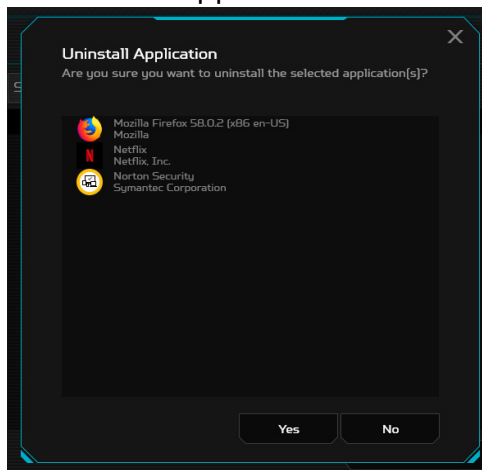 Uninstall Application
Are you sure you want to uninstall the selected application(s)?
Mozilla Firefox 58.0.2 (x86 en-US)
Mozilla
N
Netflix
Netflix, Inc.
Norton Security
Symantec Corporation
Yes
No